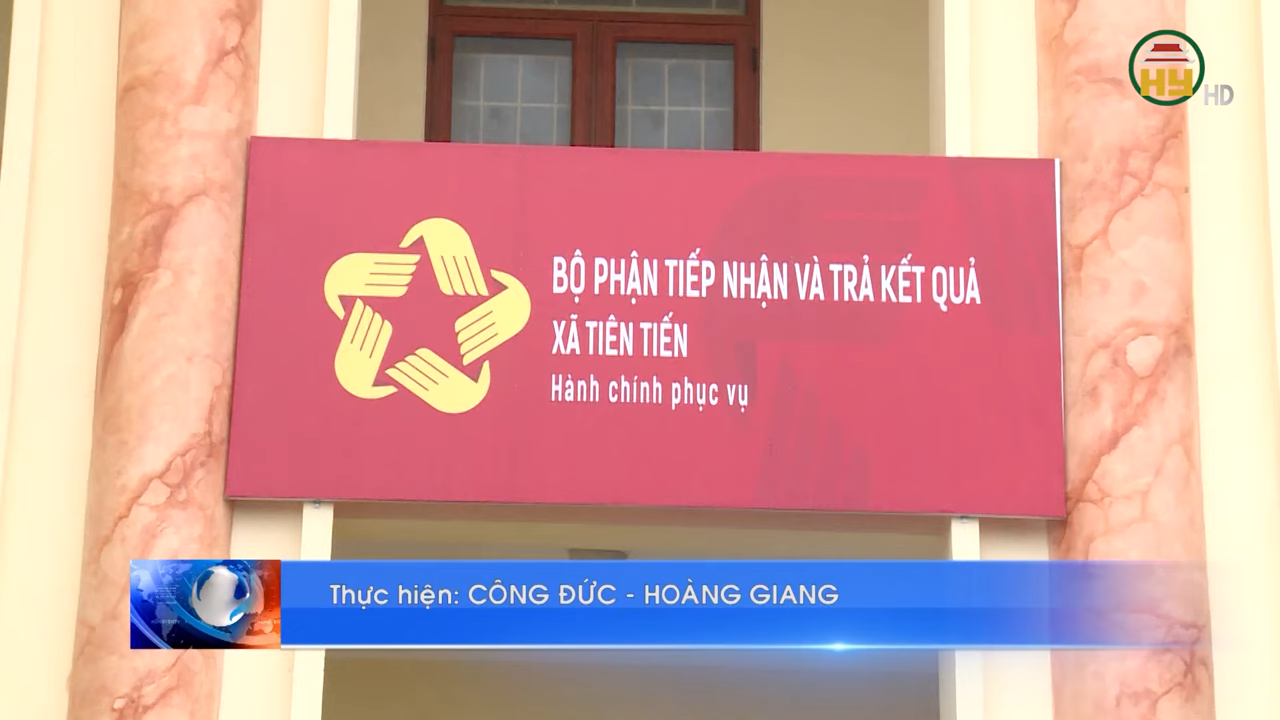 HY HD
BỘ PHẬN TIẾP NHẬN VÀ TRẢ KẾT QUẢ
XÃ TIÊN TIẾN
Hành chính phục vụ
Thực hiện: CÔNG ĐỨC - HOÀNG GIANG